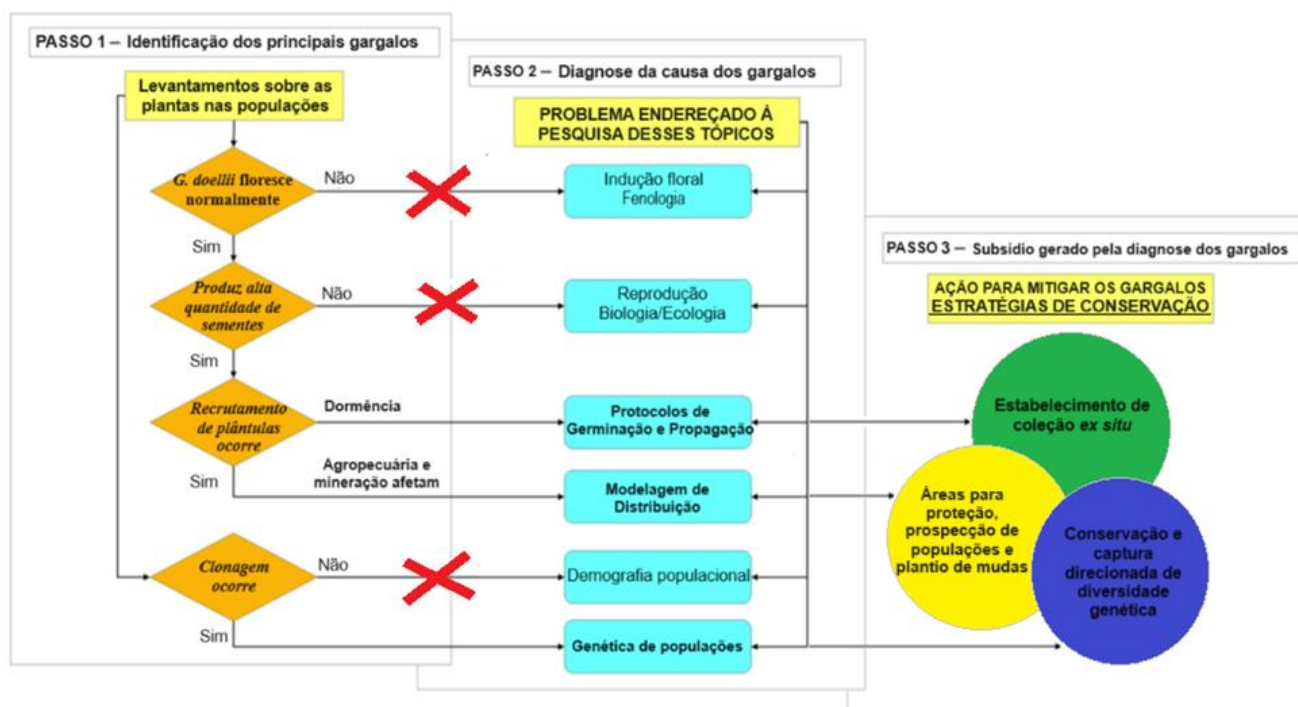 PASSO 1 – Identificação dos principais gargalos
Levantamentos sobre as
plantas nas populações
G. doellii floresce
normalmente
Não
Sim
Produz alta
quantidade de
sementes
Não
Sim
Recrutamento
de plântulas
ocorre
Dormência
Agropecuária e
mineração afetam
Sim
Clonagem
ocorre
Não
Sim
PASSO 2 – Diagnose da causa dos gargalos
PROBLEMA ENDEREÇADO À
PESQUISA DESSES TÓPICOS
Indução floral
Fenologia
Reprodução
Biologia/Ecologia
Protocolos de
Germinação e Propagação
Modelagem de
Distribuição
Demografia populacional
Genética de populações
PASSO 3 – Subsídio gerado pela diagnose dos gargalos
AÇÃO PARA MITIGAR OS GARGALOS
ESTRATÉGIAS DE CONSERVAÇÃO
Estabelecimento de
coleção ex situ
Áreas para
proteção,
prospecção de
populações e
plantio de mudas
Conservação e
captura
direcionada de
diversidade
genética